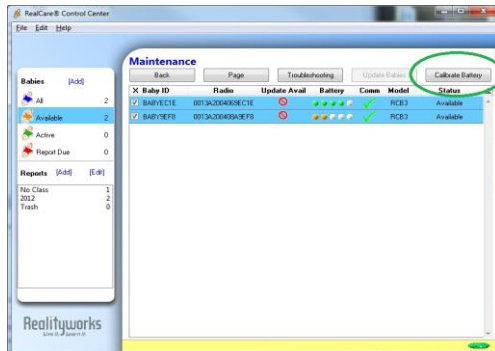 RealCare® Control Center
File Edit Help
Maintenance
Back Page Troubleshooting Update Babies Calibrate Battery
X Baby ID Radio Update Avail Battery Comm Model Status
BABYEC1E 0013A2004069EC1E RCB3 Available
BABY9EF8 0013A200408A9EF8 RCB3 Available
Babies [Add]
All 2
Available 2
Active 0
Report Due 0
Reports [Add] [Edit]
No Class 1
2012 2
Trash 0
Realityworks